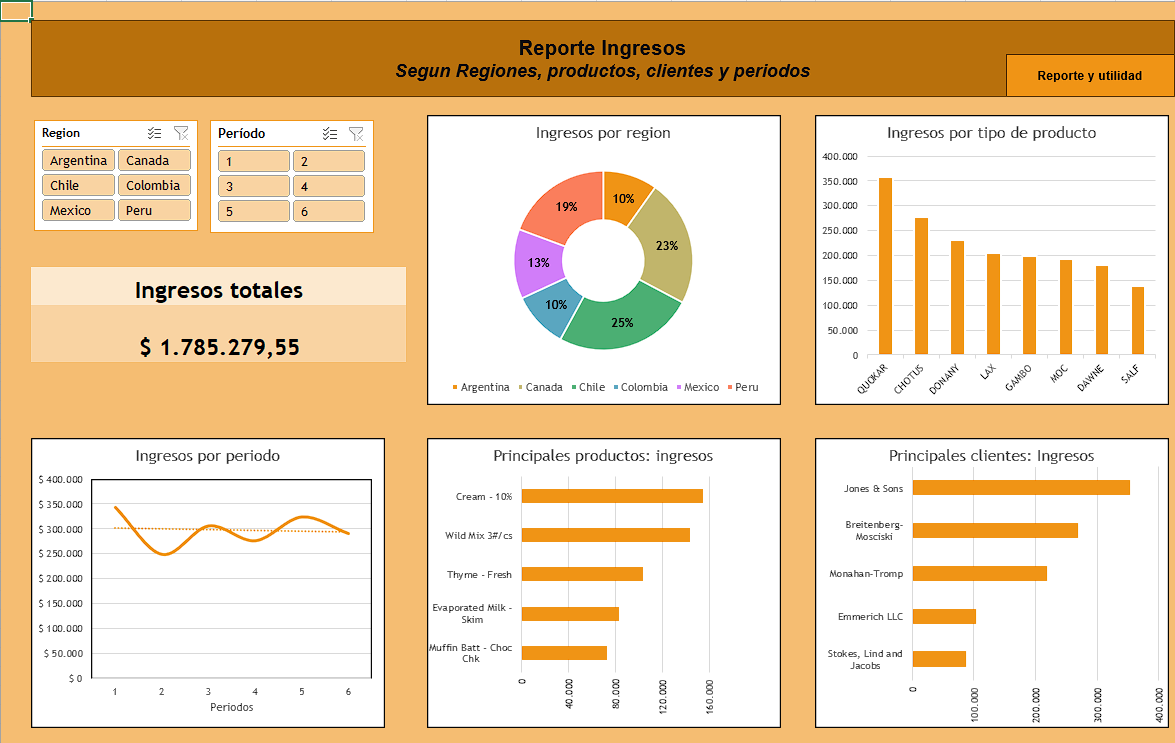 Reporte Ingresos
Segun Regiones, productos, clientes y periodos
Reporte y utilidad
Region
Argentina
Canada
Chile
Colombia
Mexico
Peru
Período
1
2
3
4
5
6
Ingresos totales
$ 1.785.279,55
Ingresos por region
10%
23%
25%
10%
13%
19%
Argentina Canada Chile Colombia Mexico Peru
Ingresos por tipo de producto
400.000
350.000
300.000
250.000
200.000
150.000
100.000
50.000
0
QUOKAR
CHOTUS
DONANY
LAX
GAMBO
MOC
DAWNE
SALF
Ingresos por periodo
$ 400.000
$ 350.000
$ 300.000
$ 250.000
$ 200.000
$ 150.000
$ 100.000
$ 50.000
$ 0
1 2 3 4 5 6
Periodos
Principales productos: ingresos
Cream - 10%
Wild Mix 3#/cs
Thyme - Fresh
Evaporated Milk -
Skim
Muffin Batt - Choc
Chk
0
40.000
80.000
120.000
160.000
Principales clientes: Ingresos
Jones & Sons
Breitenberg-
Mosciski
Monahan-Tromp
Emmerich LLC
Stokes, Lind and
Jacobs
0
100.000
200.000
300.000
400.000